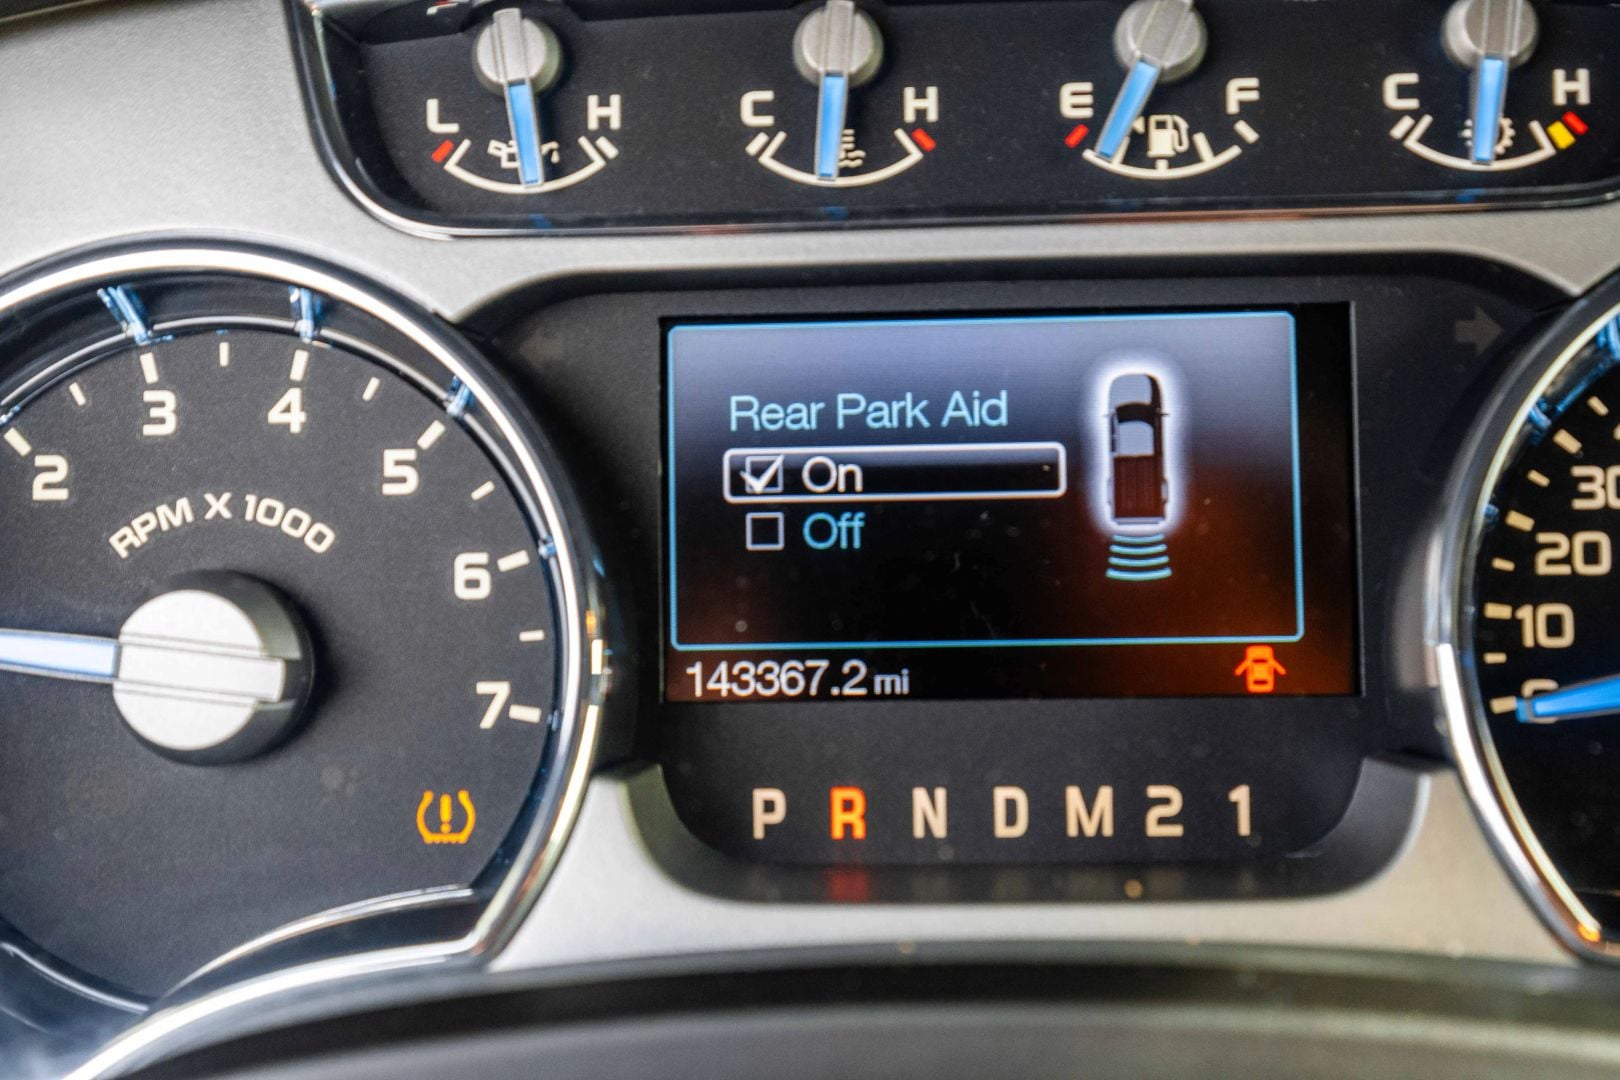 L H
C H
E F
C H
2 3 4 5 6 7
RPM X 1000
Rear Park Aid
On
Off
143367.2 mi
P R N D M 2 1
20
10